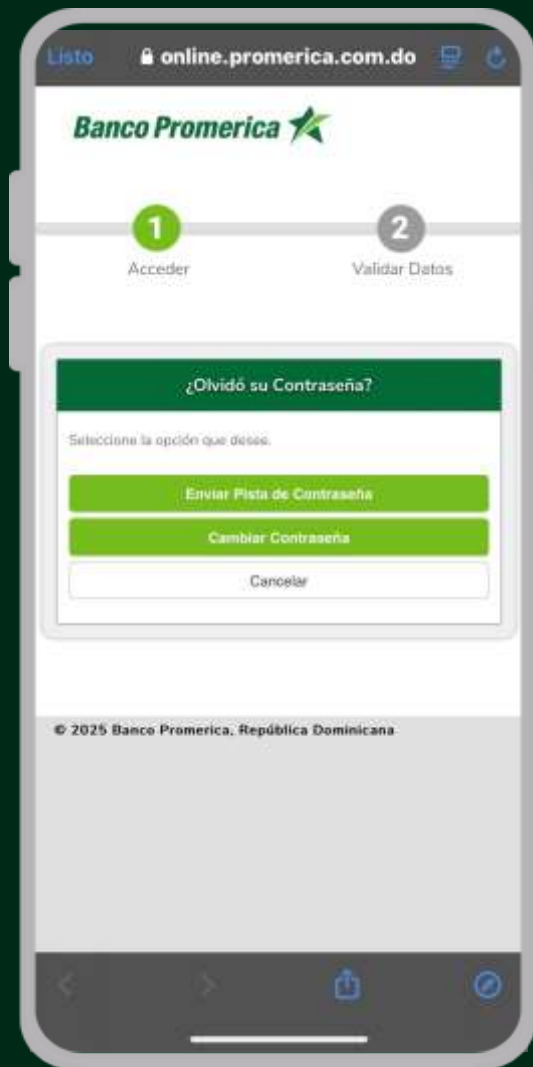 Listo online.promerica.com.do
Banco Promerica
1 2
Acceder Validar Datos
¿Olvidó su Contraseña?
Seleccione la opción que desee.
Enviar Pista de Contraseña
Cambiar Contraseña
Cancelar
© 2025 Banco Promerica, República Dominicana